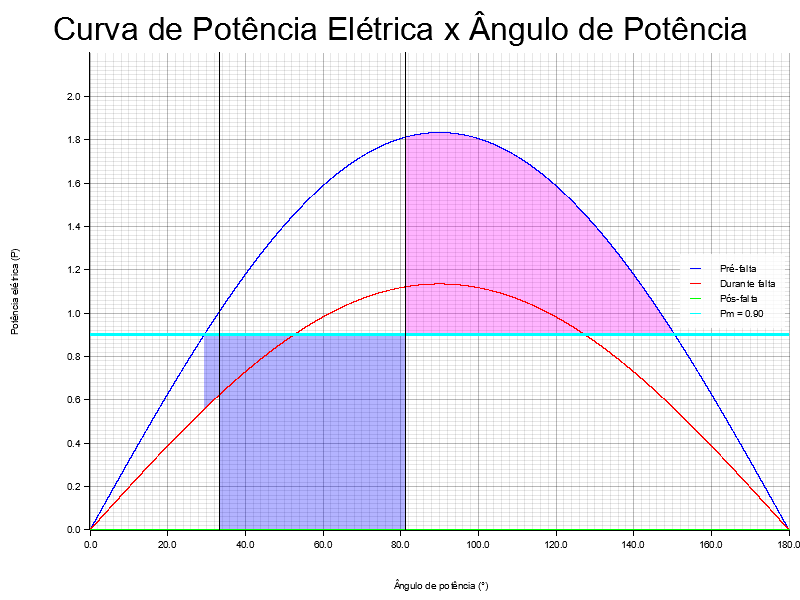 Curva de Potência Elétrica x Ângulo de Potência
Potência elétrica (P)
2.0
1.8
1.6
1.4
1.2
1.0
0.8
0.6
0.4
0.2
0.0
Pré-falta
Durante falta
Pós-falta
Pm = 0.90
0.0 20.0 40.0 60.0 80.0 100.0 120.0 140.0 160.0 180.0
Ângulo de potência (°)